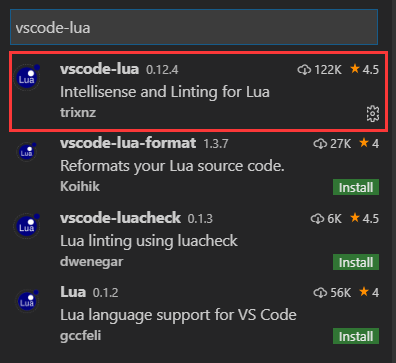 vscode-lua
vscode-lua 0.12.4 122K 4.5
Lua Intellisense and Linting for Lua
trixnz
vscode-lua-format 1.3.7 27K 4
Lua Reformats your Lua source code.
Koihik Install
vscode-luacheck 0.1.3 6K 4.5
Lua Lua linting using luacheck
dwenegar Install
Lua 0.1.2 56K 4
Lua Lua language support for VS Code
gccfeli Install